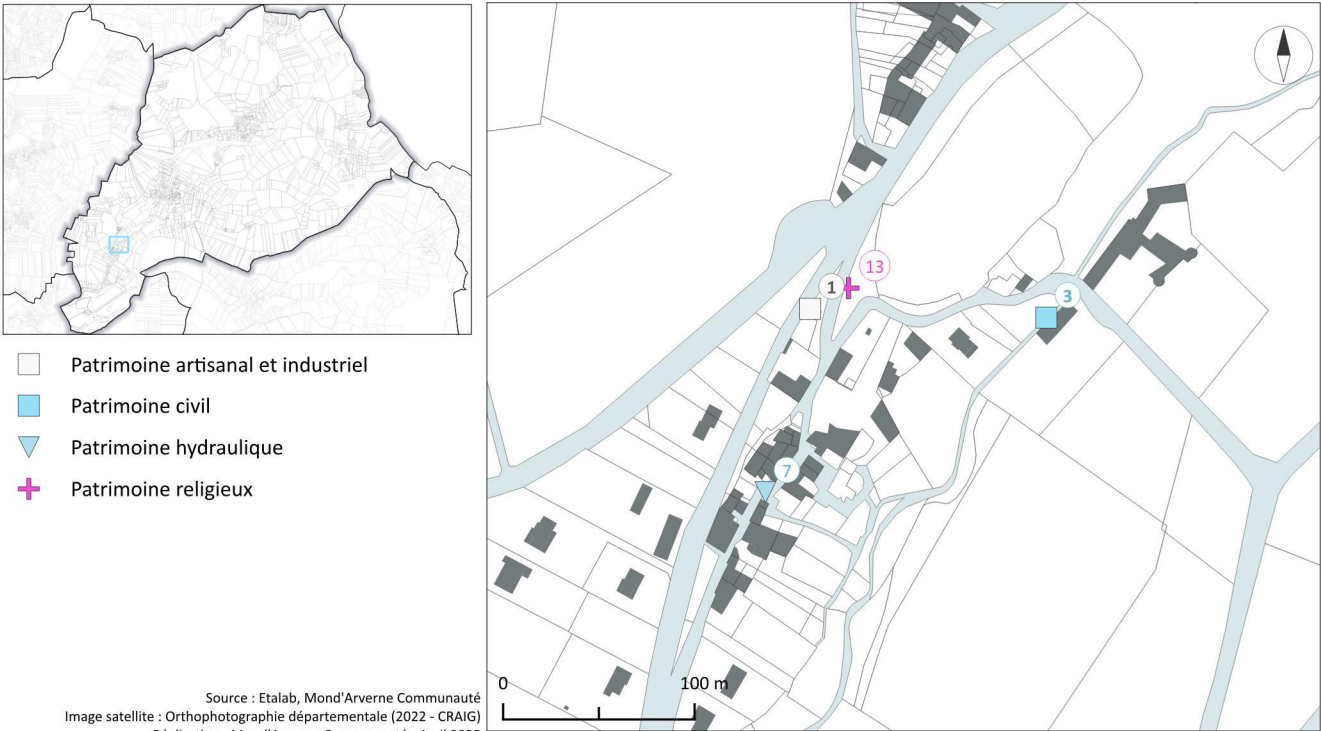 13
1
3
7
0 100 m
Patrimoine artisanal et industriel
Patrimoine civil
Patrimoine hydraulique
Patrimoine religieux
Source : Etalab, Mond'Arverne Communauté
Image satellite : Orthophotographie départementale (2022 - CRAIG)